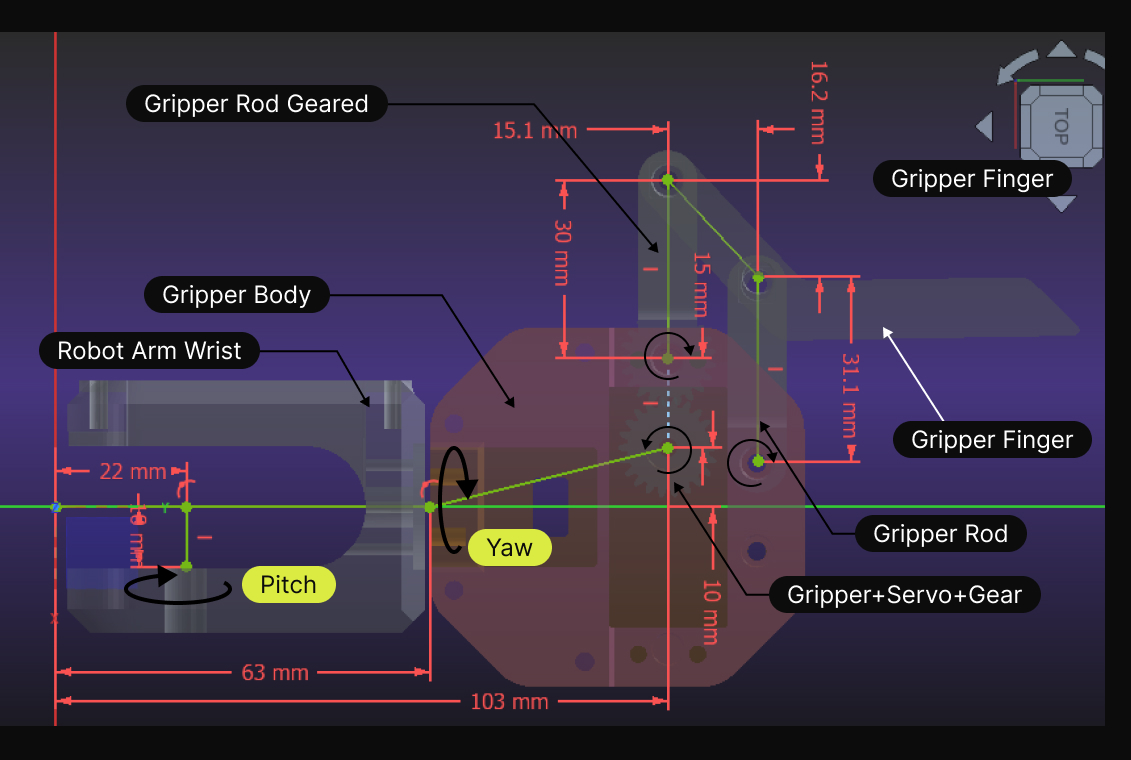 16.2 mm
Gripper Rod Geared
15.1 mm
TOP
Gripper Finger
30 mm
15 mm
Gripper Body
Robot Arm Wrist
31.1 mm
Gripper Finger
22 mm
Y
10 mm
Yaw
Gripper Rod
Pitch
Gripper+Servo+Gear
10 mm
X
63 mm
103 mm